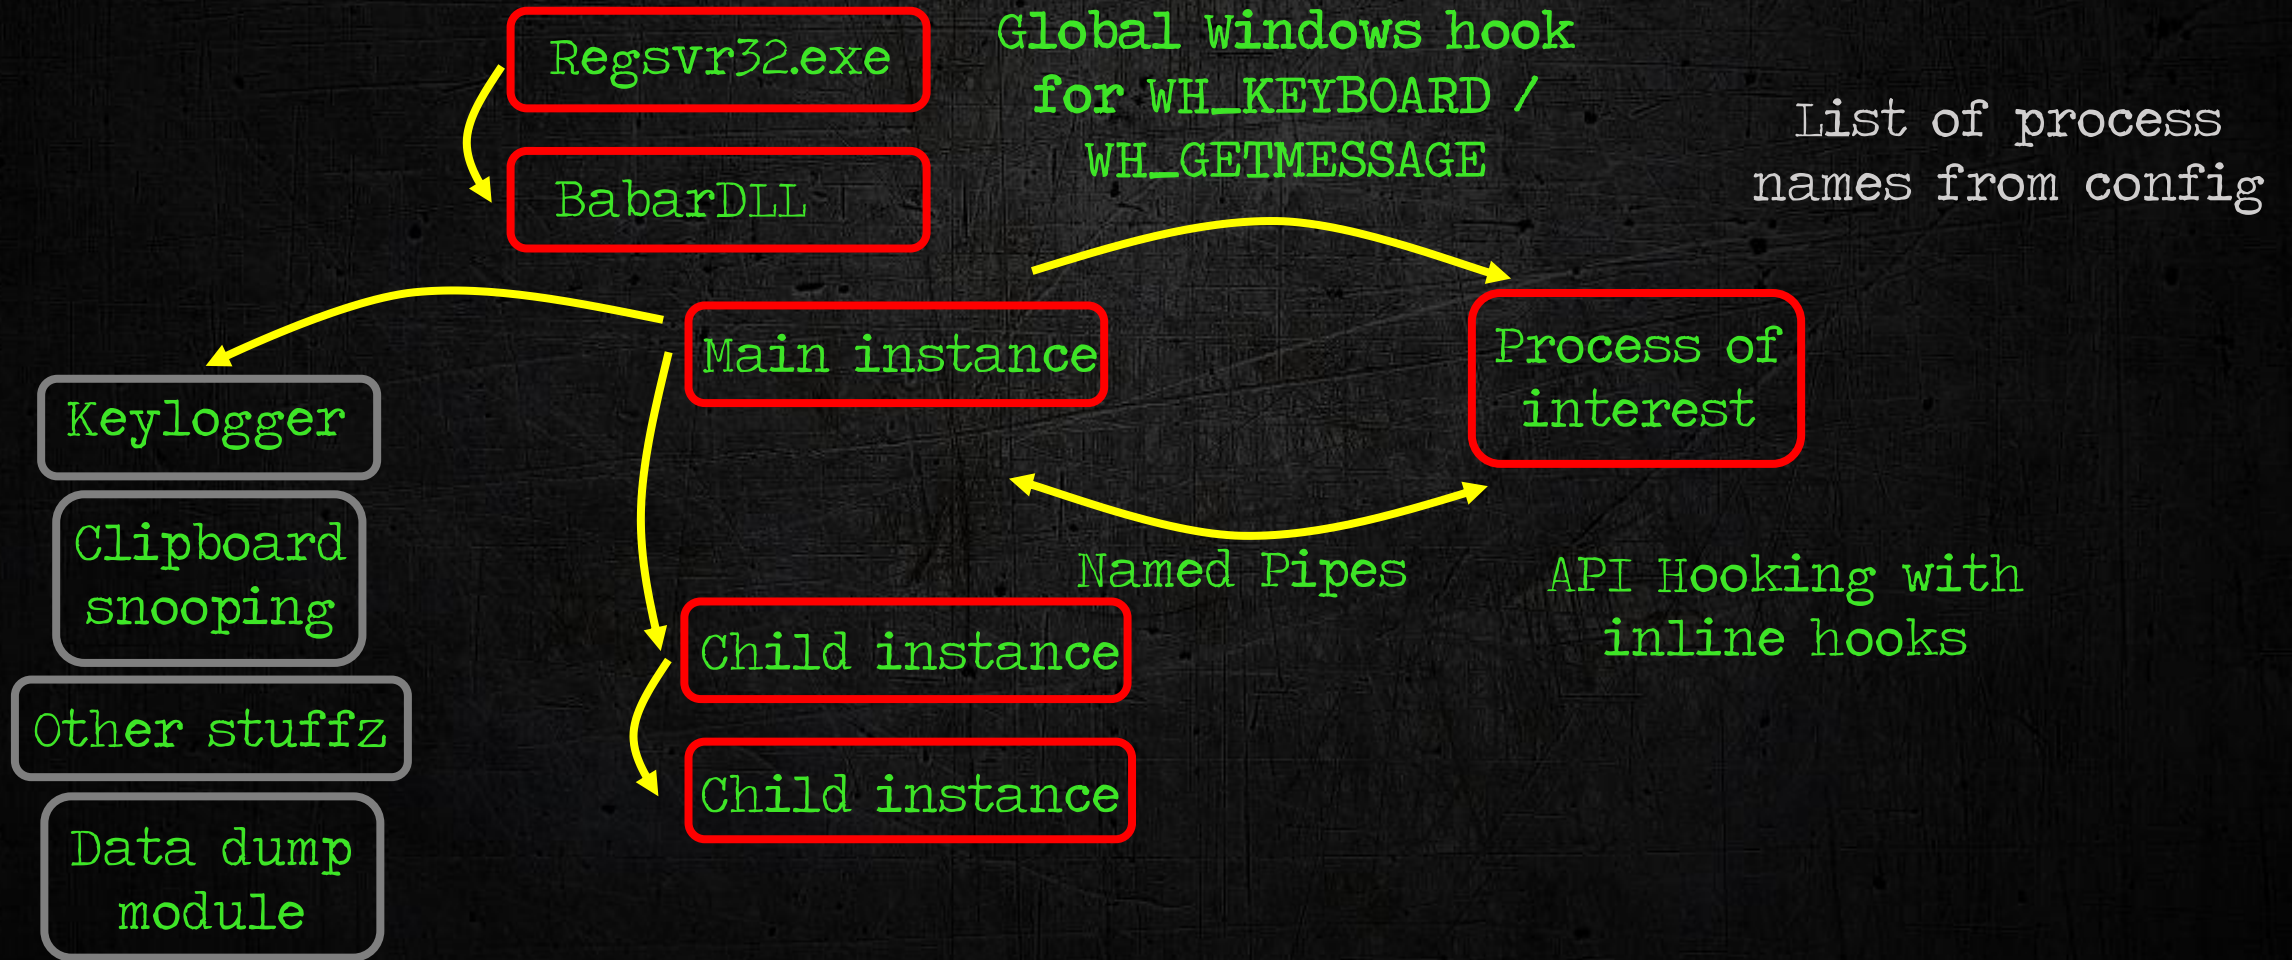 Regsvr32.exe
BabarDLL
Global Windows hook
for WH_KEYBOARD /
WH_GETMESSAGE
List of process
names from config
Main instance
Process of
interest
Keylogger
Clipboard
snooping
Other stuffz
Data dump
module
Named Pipes
API Hooking with
inline hooks
Child instance
Child instance